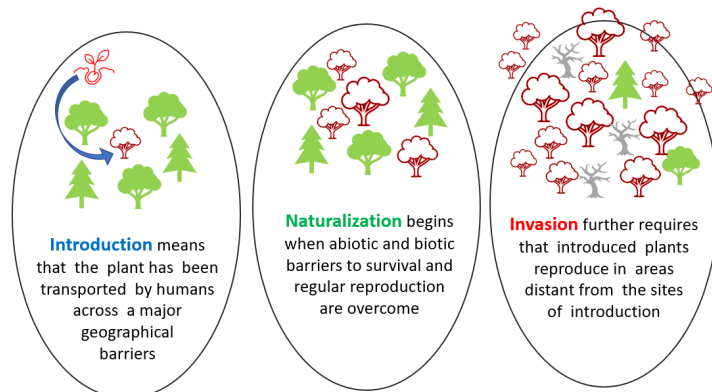 Introduction means
that the plant has been
transported by humans
across a major
geographical
barriers
Naturalization begins
when abiotic and biotic
barriers to survival and
regular reproduction
are overcome
Invasion further requires
that introduced plants
reproduce in areas
distant from the sites
of introduction